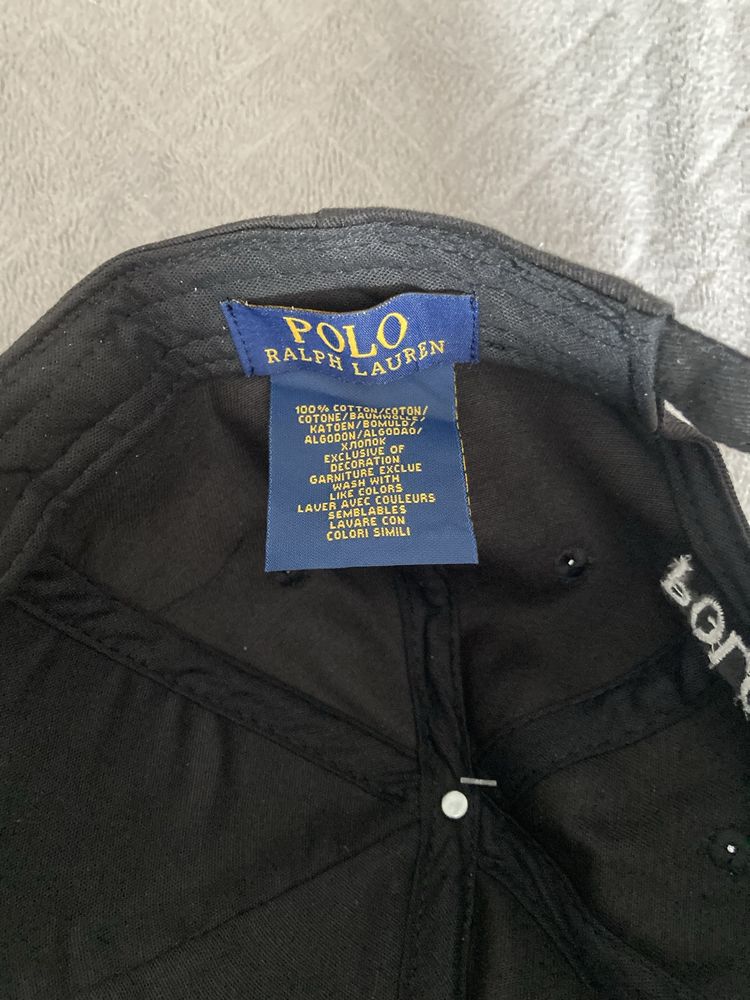 POLO
RALPH LAUREN
100% COTTON/COTON/
COTONE/BAUMWOLLE/
KATOEN/BOMULD/
ALGODÓN/ALGODAO/
ХЛОПОК
EXCLUSIVE OF
DECORATION
GARNITURE EXCLUE
WASH WITH
LIKE COLORS
LAVER AVEC COULEURS
SEMBLABLES
LAVARE CON
COLORI SIMILI